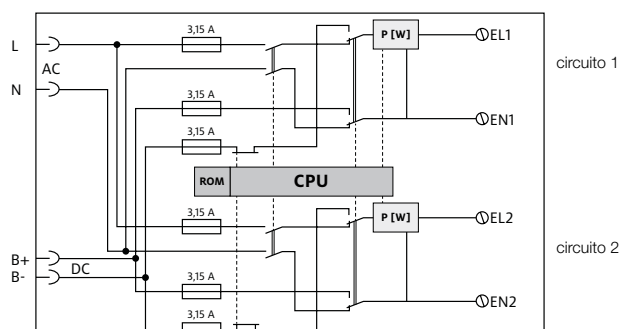 3,15 A
L
P [W]
EL1
AC
circuito 1
N
3,15 A
EN1
3,15 A
ROM
CPU
3,15 A
P [W]
EL2
B+
DC
B-
circuito 2
3,15 A
EN2
3,15 A